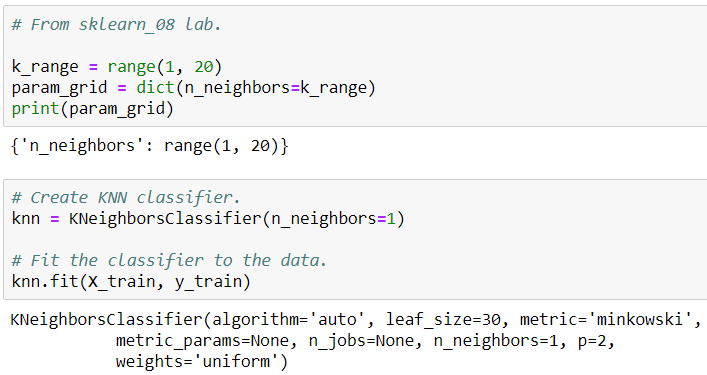 # From sklearn_08 lab.
k_range = range(1, 20)
param_grid = dict(n_neighbors=k_range)
print(param_grid)
{'n_neighbors': range(1, 20)}
# Create KNN classifier.
knn = KNeighborsClassifier(n_neighbors=1)
# Fit the classifier to the data.
knn.fit(X_train, y_train)
KNeighborsClassifier(algorithm='auto', leaf_size=30, metric='minkowski',
metric_params=None, n_jobs=None, n_neighbors=1, p=2,
weights='uniform')